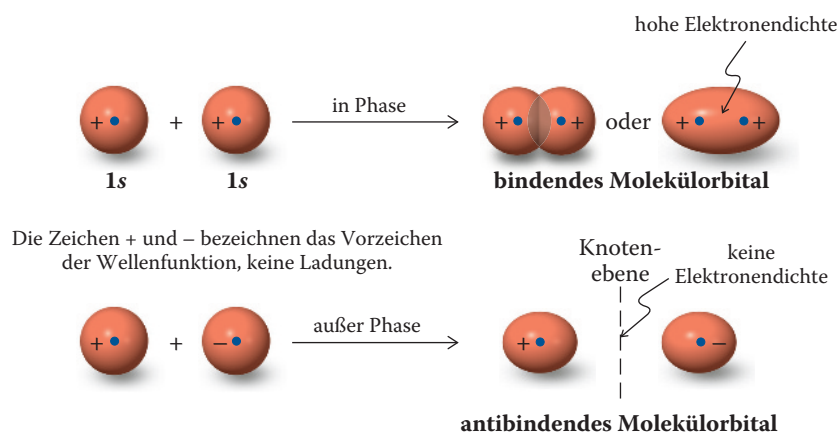 hohe Elektronendichte
+ + + in Phase + + oder + +
1s 1s bindendes Molekülorbital
Die Zeichen + und – bezeichnen das Vorzeichen
der Wellenfunktion, keine Ladungen.
Knoten-
ebene
keine
Elektronendichte
+ + – außer Phase + –
antibindendes Molekülorbital